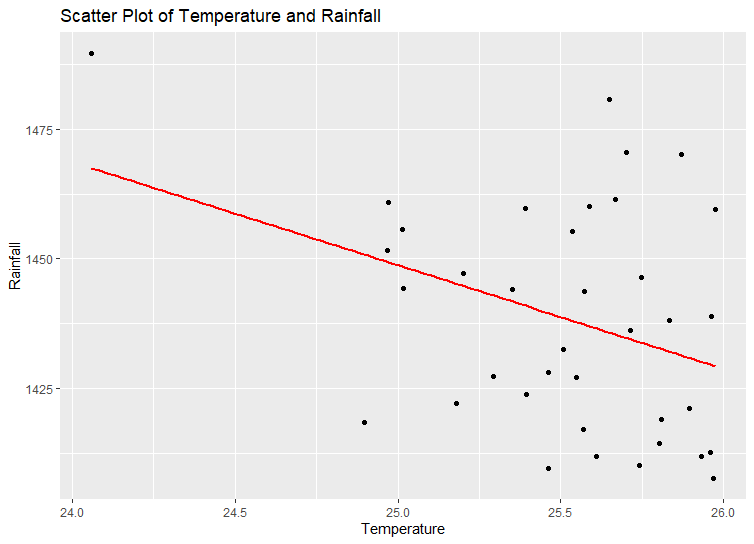 Scatter Plot of Temperature and Rainfall
1475
1450
1425
Rainfall
24.0 24.5 25.0 25.5 26.0
Temperature